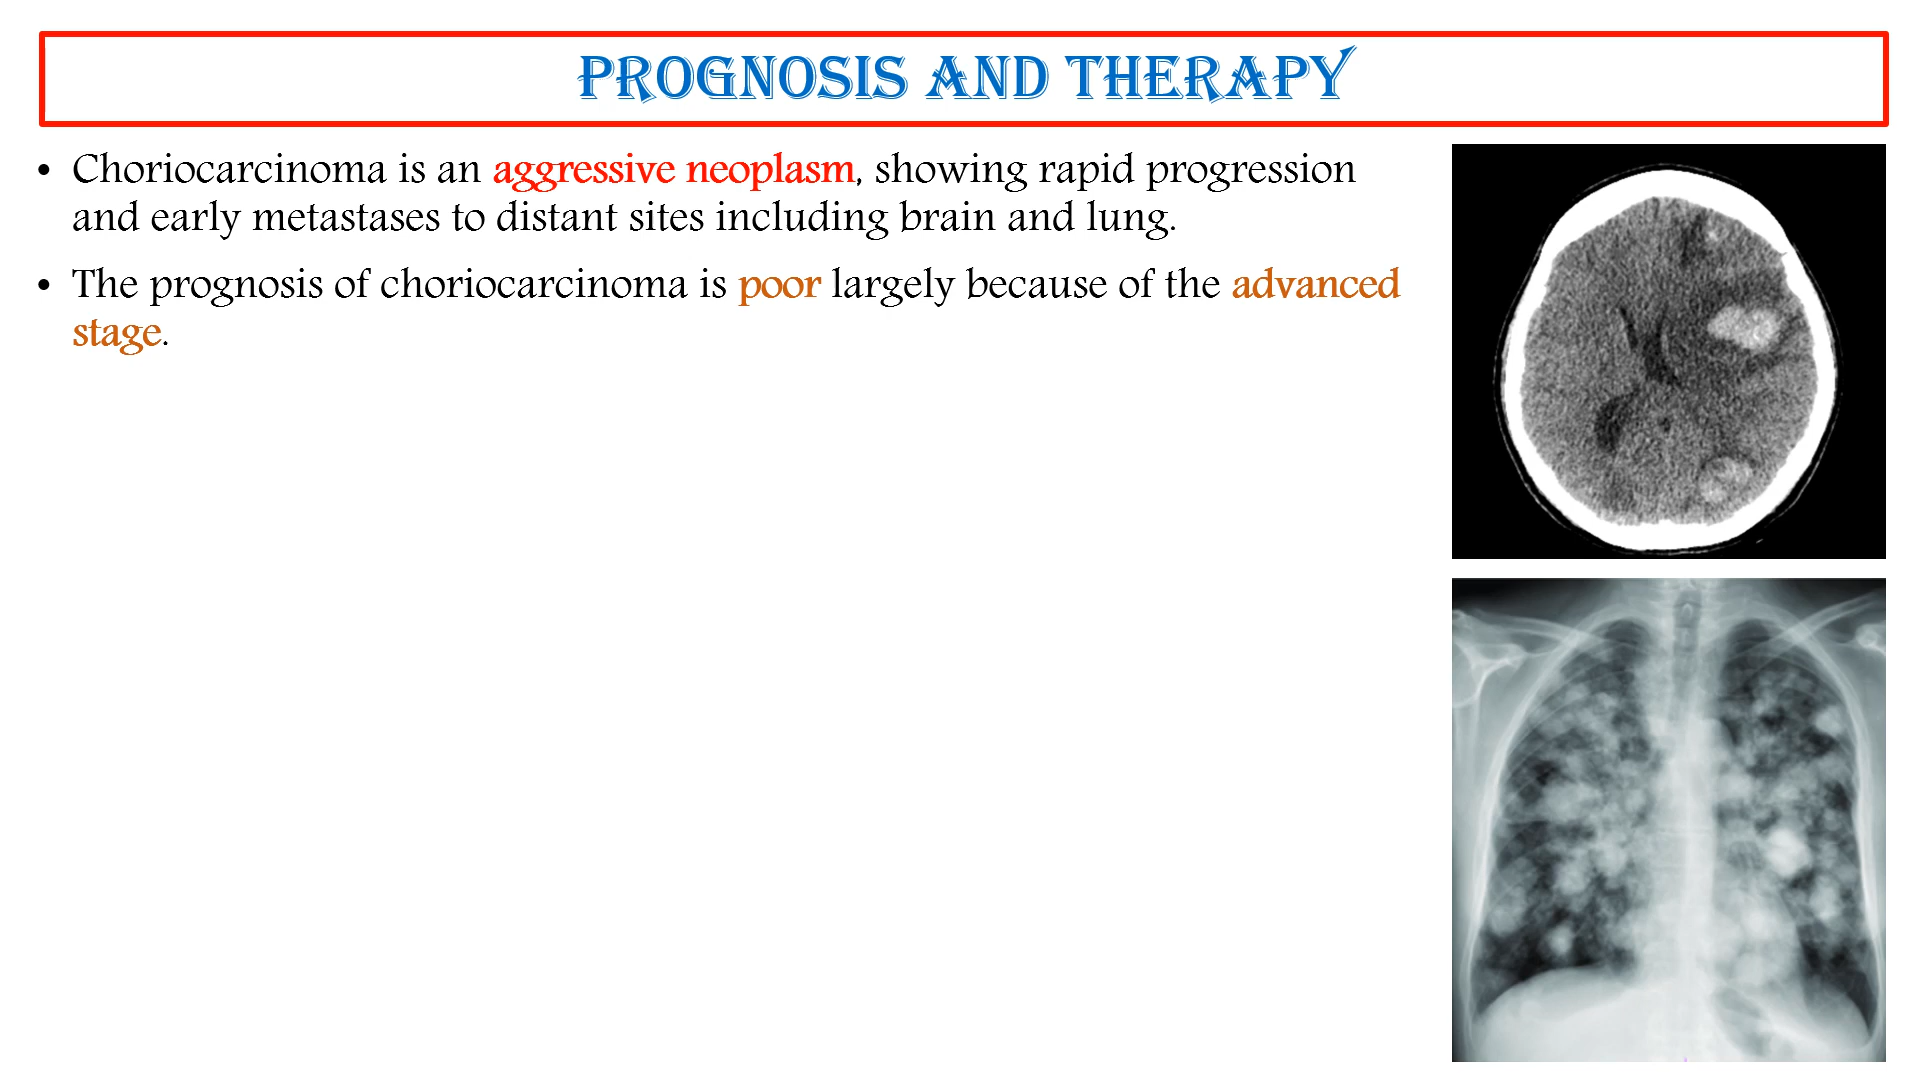 PROGNOSIS AND THERAPY
• Choriocarcinoma is an aggressive neoplasm, showing rapid progression
and early metastases to distant sites including brain and lung.
• The prognosis of choriocarcinoma is poor largely because of the advanced
stage.